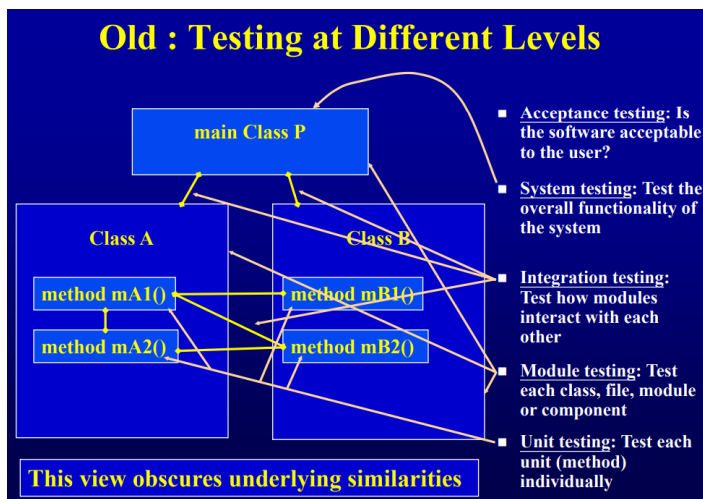 Old : Testing at Different Levels
main Class P
Class A
Class B
method mA1()
method mB1()
method mA2()
method mB2()
■ Acceptance testing: Is
the software acceptable
to the user?
■ System testing: Test the
overall functionality of
the system
■ Integration testing:
Test how modules
interact with each
other
■ Module testing: Test
each class, file, module
or component
■ Unit testing: Test each
unit (method)
individually
This view obscures underlying similarities